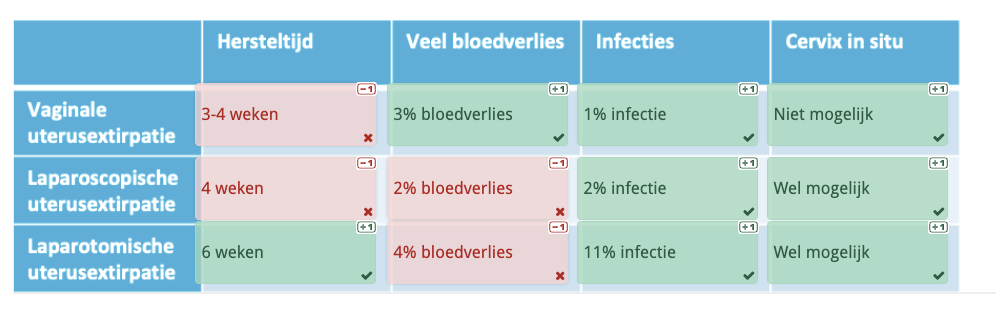 Hersteltijd Veel bloedverlies Infecties Cervix in situ
-1 +1 +1 +1
Vaginale
uterusextirpatie
3-4 weken 3% bloedverlies 1% infectie Niet mogelijk
-1 -1 +1 +1
Laparoscopische
uterusextirpatie
4 weken 2% bloedverlies 2% infectie Wel mogelijk
+1 -1 +1 +1
Laparotomische
uterusextirpatie
6 weken 4% bloedverlies 11% infectie Wel mogelijk